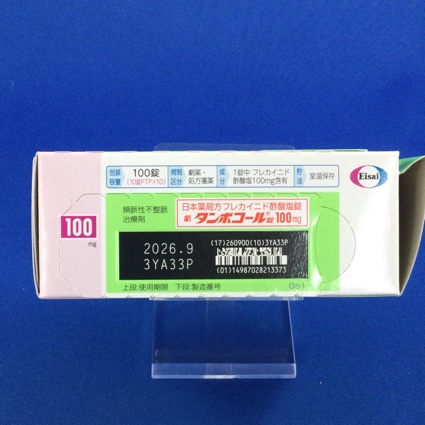 包装容量 100錠 (10錠PTP×10) 規制区分 劇薬・処方箋薬 成分 1錠中 フレカイニド酢酸塩100mg含有 貯法 室温保存
Eisai
頻脈性不整脈
治療剤
日本薬局方フレカイニド酢酸塩錠
劇 タンボコール®錠100mg
100
mg
2026.9
3YA33P
(17)260900(10)3YA33P
(01)14987028213373
上段:使用期限 下段:製造番号
GS1